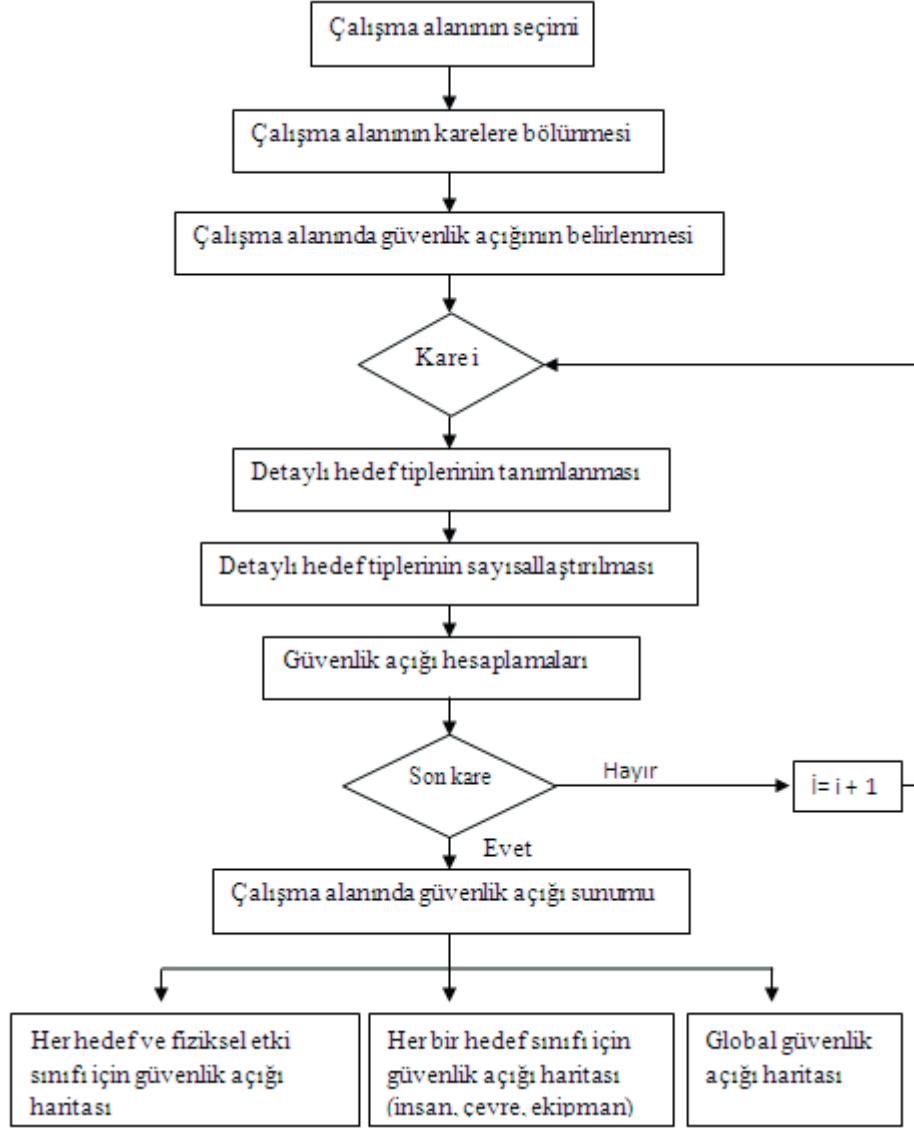 Çalışma alanının seçimi
Çalışma alanının karelere bölünmesi
Çalışma alanında güvenlik açığının belirlenmesi
Kare i
Detaylı hedef tiplerinin tanımlanması
Detaylı hedef tiplerinin sayısallaştırılması
Güvenlik açığı hesaplamaları
Son kare
Hayır
İ= i + 1
Evet
Çalışma alanında güvenlik açığı sunumu
Her hedef ve fiziksel etki
sınıfı için güvenlik açığı
haritası
Her bir hedef sınıfı için
güvenlik açığı haritası
(insan, çevre, ekipman)
Global güvenlik
açığı haritası